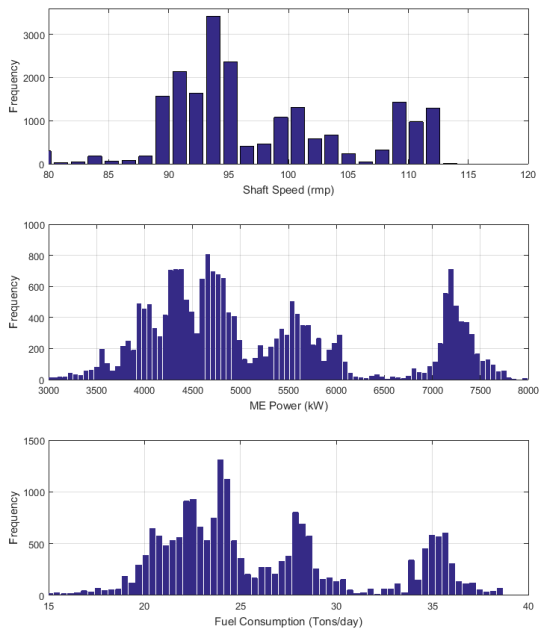 Frequency
3000
2000
1000
0
80 85 90 95 100 105 110 115 120
Shaft Speed (rmp)
Frequency
1000
800
600
400
200
0
3000 3500 4000 4500 5000 5500 6000 6500 7000 7500 8000
ME Power (kW)
Frequency
1500
1000
500
0
15 20 25 30 35 40
Fuel Consumption (Tons/day)